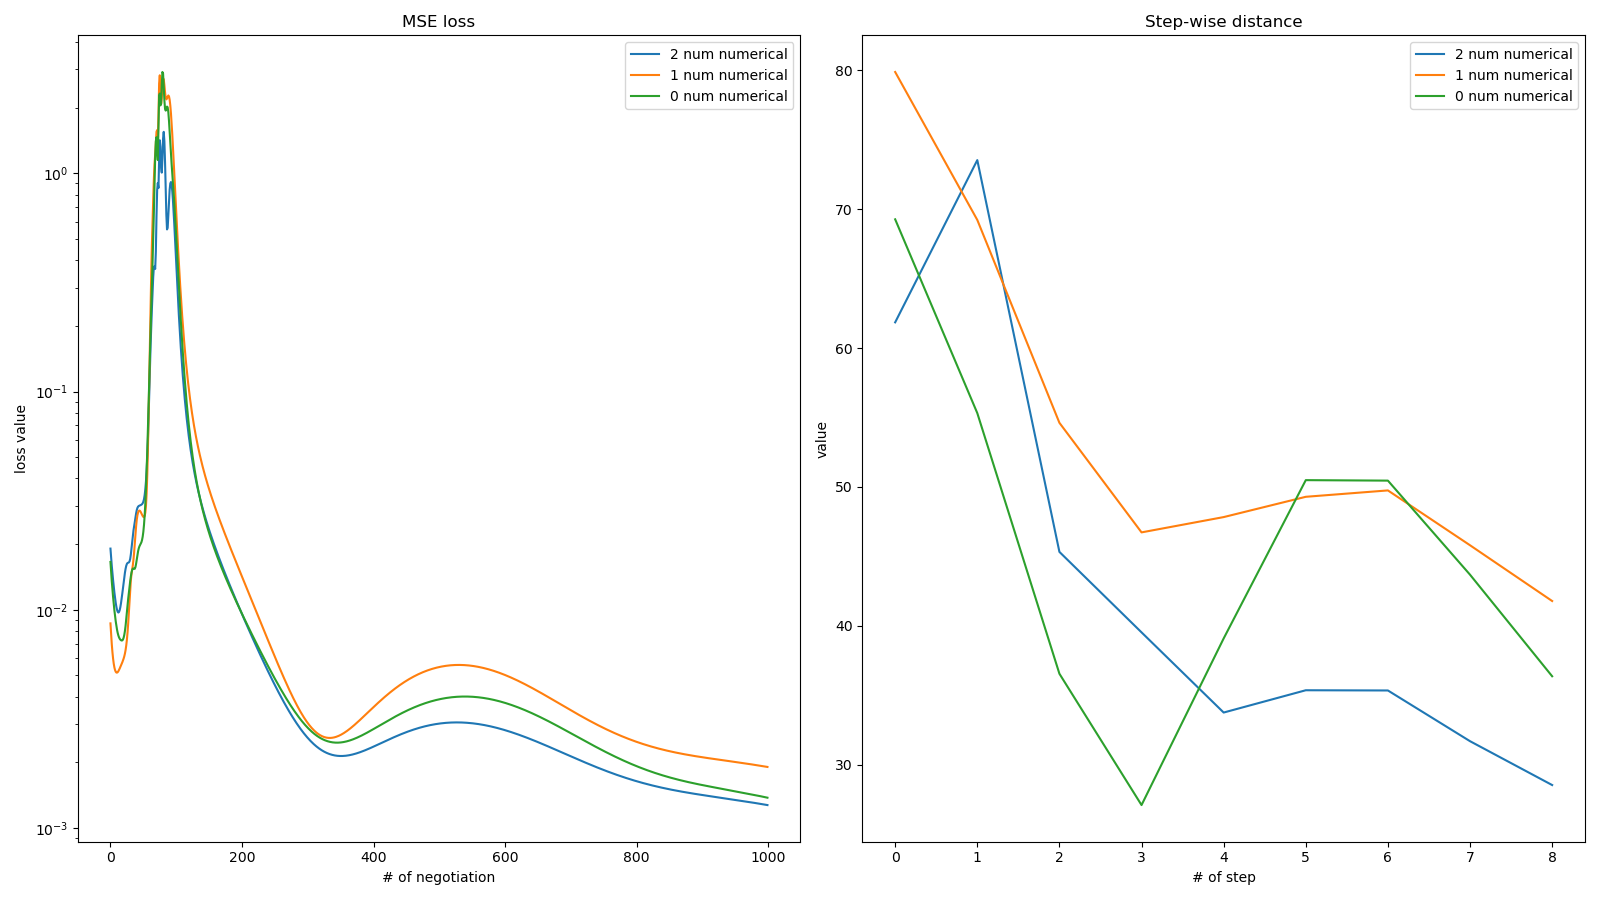 MSE loss
2 num numerical
1 num numerical
0 num numerical
loss value
10⁰
10⁻¹
10⁻²
10⁻³
0 200 400 600 800 1000
# of negotiation
Step-wise distance
2 num numerical
1 num numerical
0 num numerical
value
80
70
60
50
40
30
0 1 2 3 4 5 6 7 8
# of step